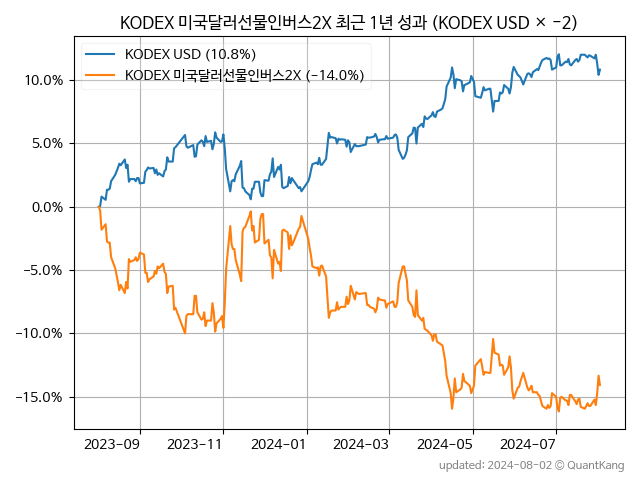 KODEX 미국달러선물인버스2X 최근 1년 성과 (KODEX USD × −2)
KODEX USD (10.8%)
KODEX 미국달러선물인버스2X (−14.0%)
10.0%
5.0%
0.0%
−5.0%
−10.0%
−15.0%
2023-09 2023-11 2024-01 2024-03 2024-05 2024-07
updated: 2024-08-02 @ QuantKang